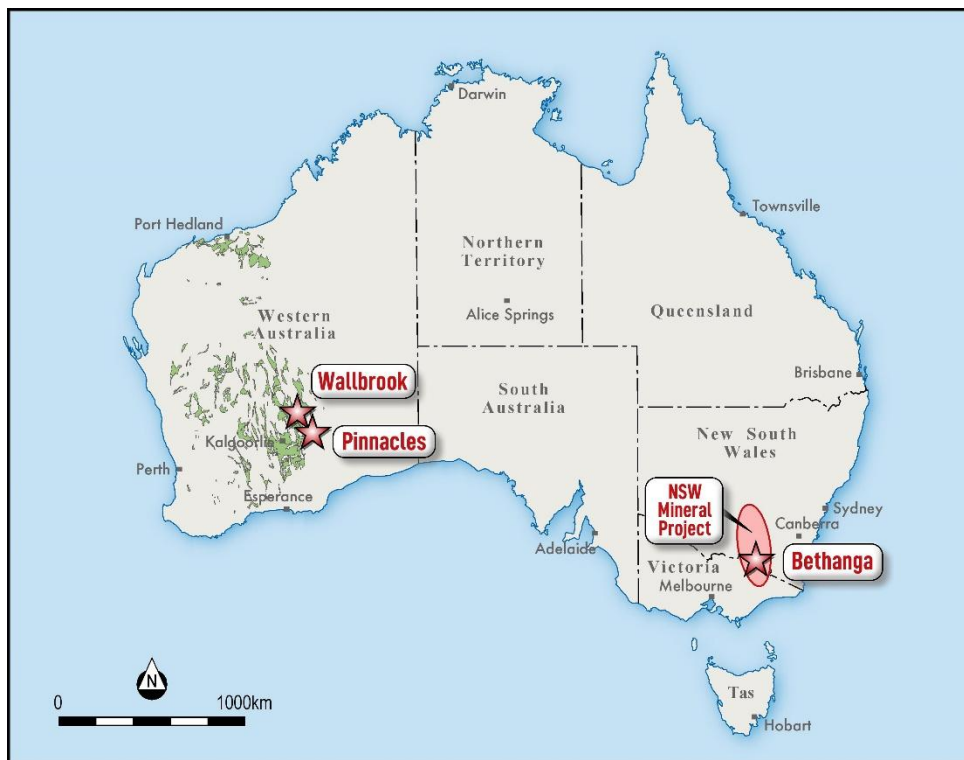 Darwin
Townsville
Port Hedland
Northern
Territory
Alice Springs
Queensland
Western
Australia
Brisbane
Wallbrook
South
Australia
Pinnacles
Kalgoorlie
New South
Wales
Perth
Esperance
NSW
Mineral
Project
Sydney
Canberra
Adelaide
Bethanga
Victoria
Melbourne
N
0 1000km
Tas
Hobart